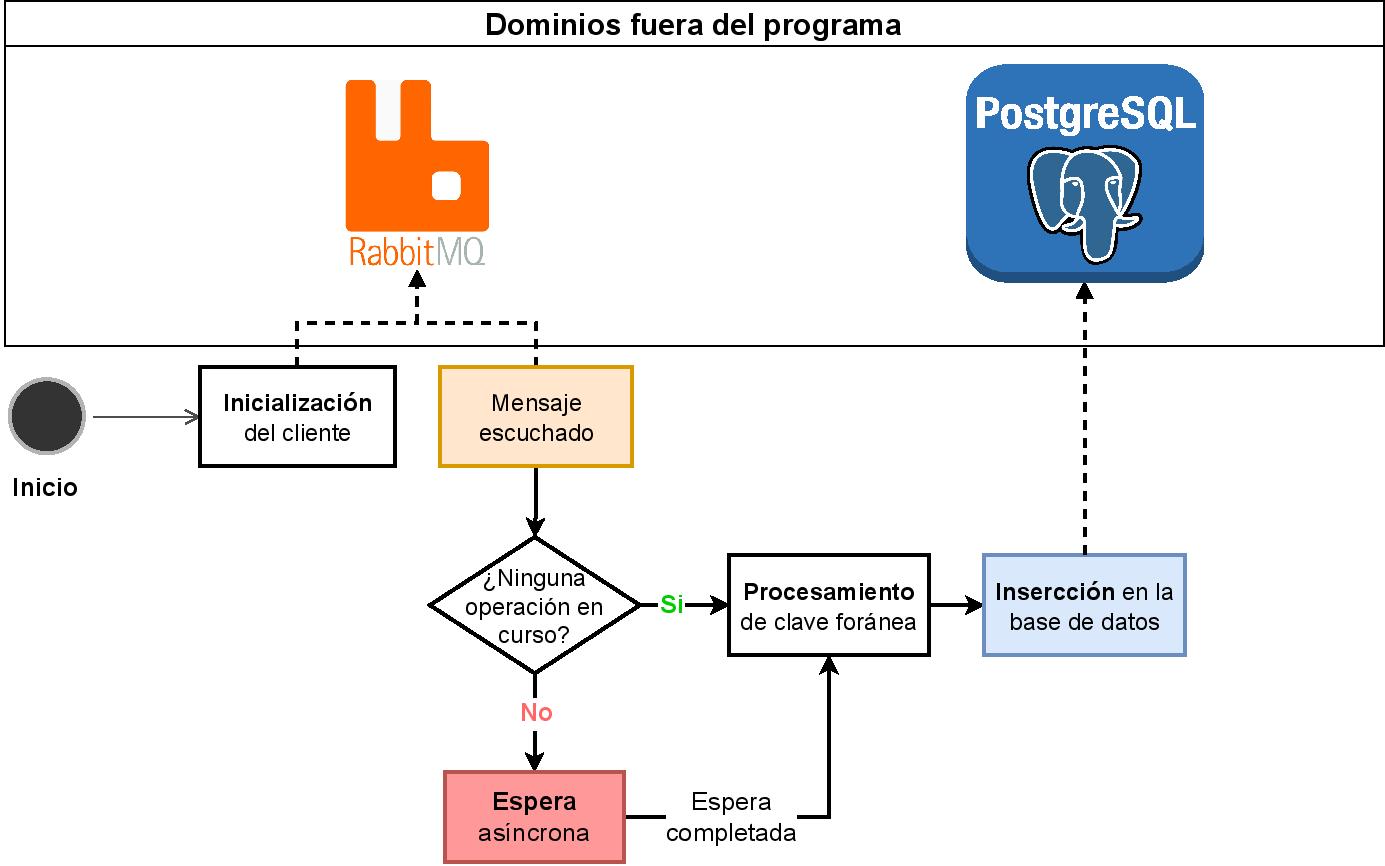 Dominios fuera del programa
RabbitMQ
PostgreSQL
Inicio
Inicialización
del cliente
Mensaje
escuchado
¿Ninguna
operación en
curso?
Si
Procesamiento
de clave foránea
Insercción en la
base de datos
No
Espera
asíncrona
Espera
completada